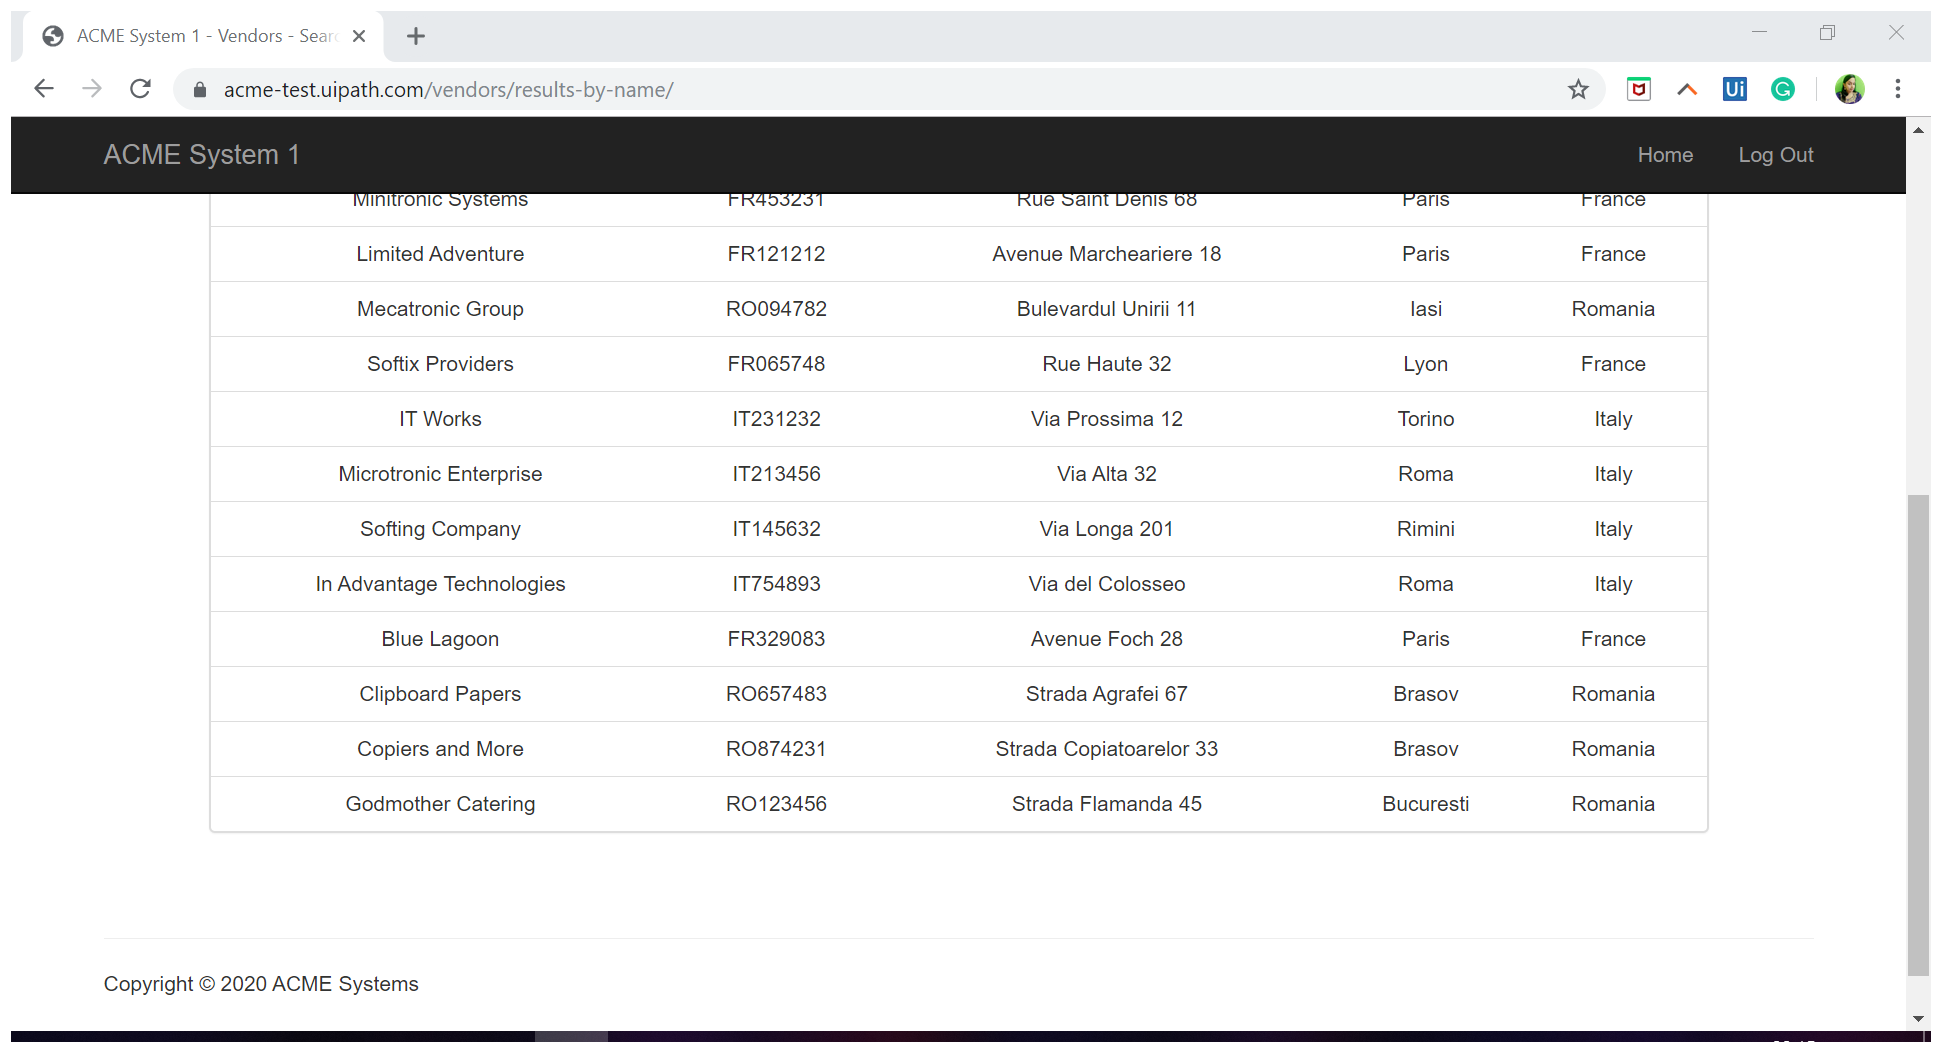 ACME System 1 - Vendors - Sear
acme-test.uipath.com/vendors/results-by-name/
Ui
ACME System 1 Home Log Out
Minitronic Systems FR453231 Rue Saint Denis 68 Paris France
Limited Adventure FR121212 Avenue Marcheariere 18 Paris France
Mecatronic Group RO094782 Bulevardul Unirii 11 Iasi Romania
Softix Providers FR065748 Rue Haute 32 Lyon France
IT Works IT231232 Via Prossima 12 Torino Italy
Microtronic Enterprise IT213456 Via Alta 32 Roma Italy
Softing Company IT145632 Via Longa 201 Rimini Italy
In Advantage Technologies IT754893 Via del Colosseo Roma Italy
Blue Lagoon FR329083 Avenue Foch 28 Paris France
Clipboard Papers RO657483 Strada Agrafei 67 Brasov Romania
Copiers and More RO874231 Strada Copiatoarelor 33 Brasov Romania
Godmother Catering RO123456 Strada Flamanda 45 Bucuresti Romania
Copyright © 2020 ACME Systems